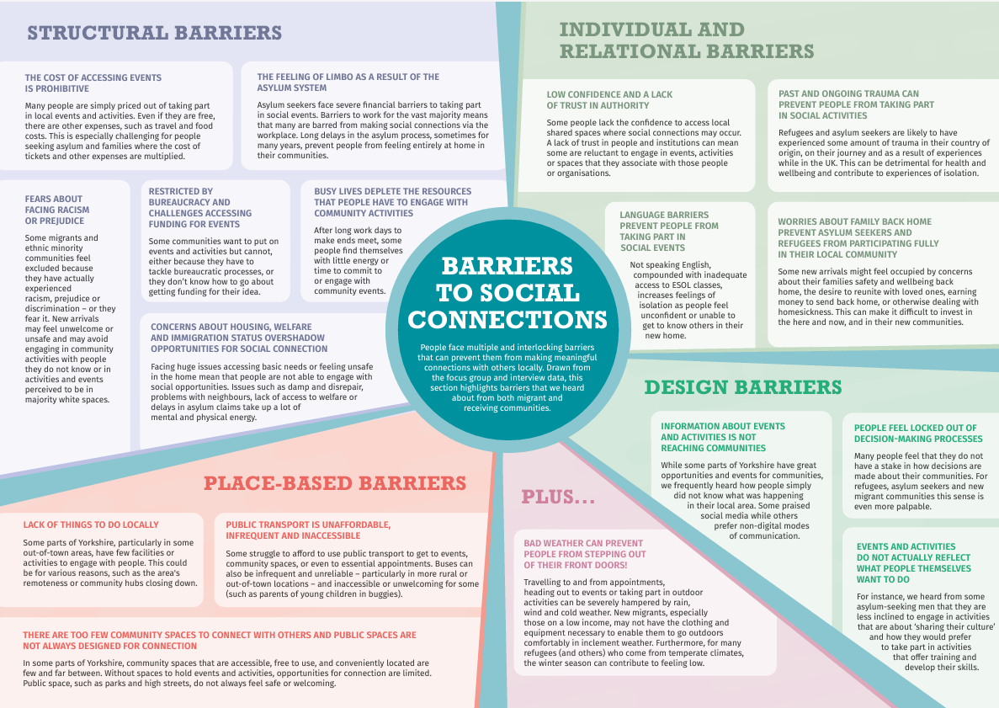 STRUCTURAL BARRIERS
THE COST OF ACCESSING EVENTS
IS PROHIBITIVE
Many people are simply priced out of taking part
in local events and activities. Even if they are free,
there are other expenses, such as travel and food
costs. This is especially challenging for people
seeking asylum and families where the cost of
tickets and other expenses are multiplied.
THE FEELING OF LIMBO AS A RESULT OF THE
ASYLUM SYSTEM
Asylum seekers face severe financial barriers to taking part
in social events. Barriers to work for the vast majority means
that many are barred from making social connections via the
workplace. Long delays in the asylum process, sometimes for
many years, prevent people from feeling entirely at home in
their communities.
FEARS ABOUT
FACING RACISM
OR PREJUDICE
Some migrants and
ethnic minority
communities feel
excluded because
they have actually
experienced
racism, prejudice or
discrimination – or they
fear it. New arrivals
may feel unwelcome or
unsafe and may avoid
engaging in community
activities with people
they do not know or in
activities and events
perceived to be in
majority white spaces.
RESTRICTED BY
BUREAUCRACY AND
CHALLENGES ACCESSING
FUNDING FOR EVENTS
Some communities want to put on
events and activities but cannot,
either because they have to
tackle bureaucratic processes, or
they don't know how to go about
getting funding for their idea.
BUSY LIVES DEPLETE THE RESOURCES
THAT PEOPLE HAVE TO ENGAGE WITH
COMMUNITY ACTIVITIES
After long work days to
make ends meet, some
people find themselves
with little energy or
time to commit to
or engage with
community events.
CONCERNS ABOUT HOUSING, WELFARE
AND IMMIGRATION STATUS OVERSHADOW
OPPORTUNITIES FOR SOCIAL CONNECTION
Facing huge issues accessing basic needs or feeling unsafe
in the home mean that people are not able to engage with
social opportunities. Issues such as damp and disrepair,
problems with neighbours, lack of access to welfare or
delays in asylum claims take up a lot of
mental and physical energy.
INDIVIDUAL AND
RELATIONAL BARRIERS
LOW CONFIDENCE AND A LACK
OF TRUST IN AUTHORITY
Some people lack the confidence to access local
shared spaces where social connections may occur.
A lack of trust in people and institutions can mean
some are reluctant to engage in events, activities
or spaces that they associate with those people
or organisations.
PAST AND ONGOING TRAUMA CAN
PREVENT PEOPLE FROM TAKING PART
IN SOCIAL ACTIVITIES
Refugees and asylum seekers are likely to have
experienced some amount of trauma in their country of
origin, on their journey and as a result of experiences
while in the UK. This can be detrimental for health and
wellbeing and contribute to experiences of isolation.
LANGUAGE BARRIERS
PREVENT PEOPLE FROM
TAKING PART IN
SOCIAL EVENTS
Not speaking English,
compounded with inadequate
access to ESOL classes,
increases feelings of
isolation as people feel
unconfident or unable to
get to know others in their
new home.
WORRIES ABOUT FAMILY BACK HOME
PREVENT ASYLUM SEEKERS AND
REFUGEES FROM PARTICIPATING FULLY
IN THEIR LOCAL COMMUNITY
Some new arrivals might feel occupied by concerns
about their families safety and wellbeing back
home, the desire to reunite with loved ones, earning
money to send back home, or otherwise dealing with
homesickness. This can make it difficult to invest in
the here and now, and in their new communities.
BARRIERS
TO SOCIAL
CONNECTIONS
People face multiple and interlocking barriers
that can prevent them from making meaningful
connections with others locally. Drawn from
the focus group and interview data, this
section highlights barriers that we heard
about from both migrant and
receiving communities.
DESIGN BARRIERS
INFORMATION ABOUT EVENTS
AND ACTIVITIES IS NOT
REACHING COMMUNITIES
While some parts of Yorkshire have great
opportunities and events for communities,
we frequently heard how people simply
did not know what was happening
in their local area. Some praised
social media while others
prefer non-digital modes
of communication.
PEOPLE FEEL LOCKED OUT OF
DECISION-MAKING PROCESSES
Many people feel that they do not
have a stake in how decisions are
made about their communities. For
refugees, asylum seekers and new
migrant communities this sense is
even more palpable.
EVENTS AND ACTIVITIES
DO NOT ACTUALLY REFLECT
WHAT PEOPLE THEMSELVES
WANT TO DO
For instance, we heard from some
asylum-seeking men that they are
less inclined to engage in activities
that are about 'sharing their culture'
and how they would prefer
to take part in activities
that offer training and
develop their skills.
PLACE-BASED BARRIERS
LACK OF THINGS TO DO LOCALLY
Some parts of Yorkshire, particularly in some
out-of-town areas, have few facilities or
activities to engage with people. This could
be for various reasons, such as the area's
remoteness or community hubs closing down.
PUBLIC TRANSPORT IS UNAFFORDABLE,
INFREQUENT AND INACCESSIBLE
Some struggle to afford to use public transport to get to events,
community spaces, or even to essential appointments. Buses can
also be infrequent and unreliable – particularly in more rural or
out-of-town locations – and inaccessible or unwelcoming for some
(such as parents of young children in buggies).
THERE ARE TOO FEW COMMUNITY SPACES TO CONNECT WITH OTHERS AND PUBLIC SPACES ARE
NOT ALWAYS DESIGNED FOR CONNECTION
In some parts of Yorkshire, community spaces that are accessible, free to use, and conveniently located are
few and far between. Without spaces to hold events and activities, opportunities for connection are limited.
Public space, such as parks and high streets, do not always feel safe or welcoming.
PLUS...
BAD WEATHER CAN PREVENT
PEOPLE FROM STEPPING OUT
OF THEIR FRONT DOORS!
Travelling to and from appointments,
heading out to events or taking part in outdoor
activities can be severely hampered by rain,
wind and cold weather. New migrants, especially
those on a low income, may not have the clothing and
equipment necessary to enable them to go outdoors
comfortably in inclement weather. Furthermore, for many
refugees (and others) who come from temperate climates,
the winter season can contribute to feeling low.